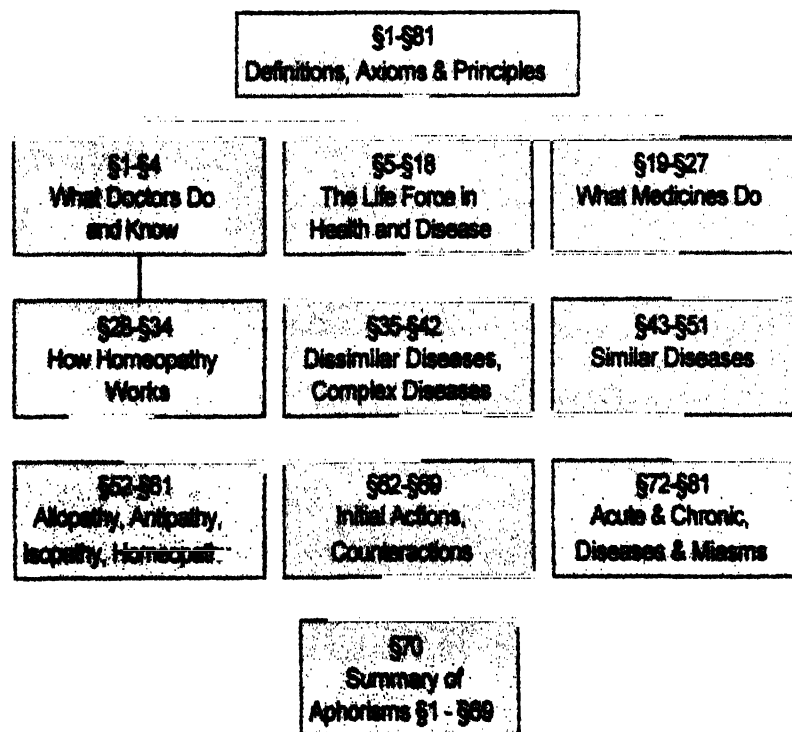 §1-§81
Definitions, Axioms & Principles
§1-§4
What Doctors Do
and Know
§5-§18
The Life Force in
Health and Disease
§19-§27
What Medicines Do
§28-§34
How Homeopathy
Works
§35-§42
Dissimilar Diseases,
Complex Diseases
§43-§51
Similar Diseases
§52-§61
Allopathy, Antipathy,
Isopathy,
§62-§69
Initial Actions,
Counteractions
§72-§81
Acute & Chronic,
Diseases & Miasms
§70
Summary of
Aphorisms §1 - §69